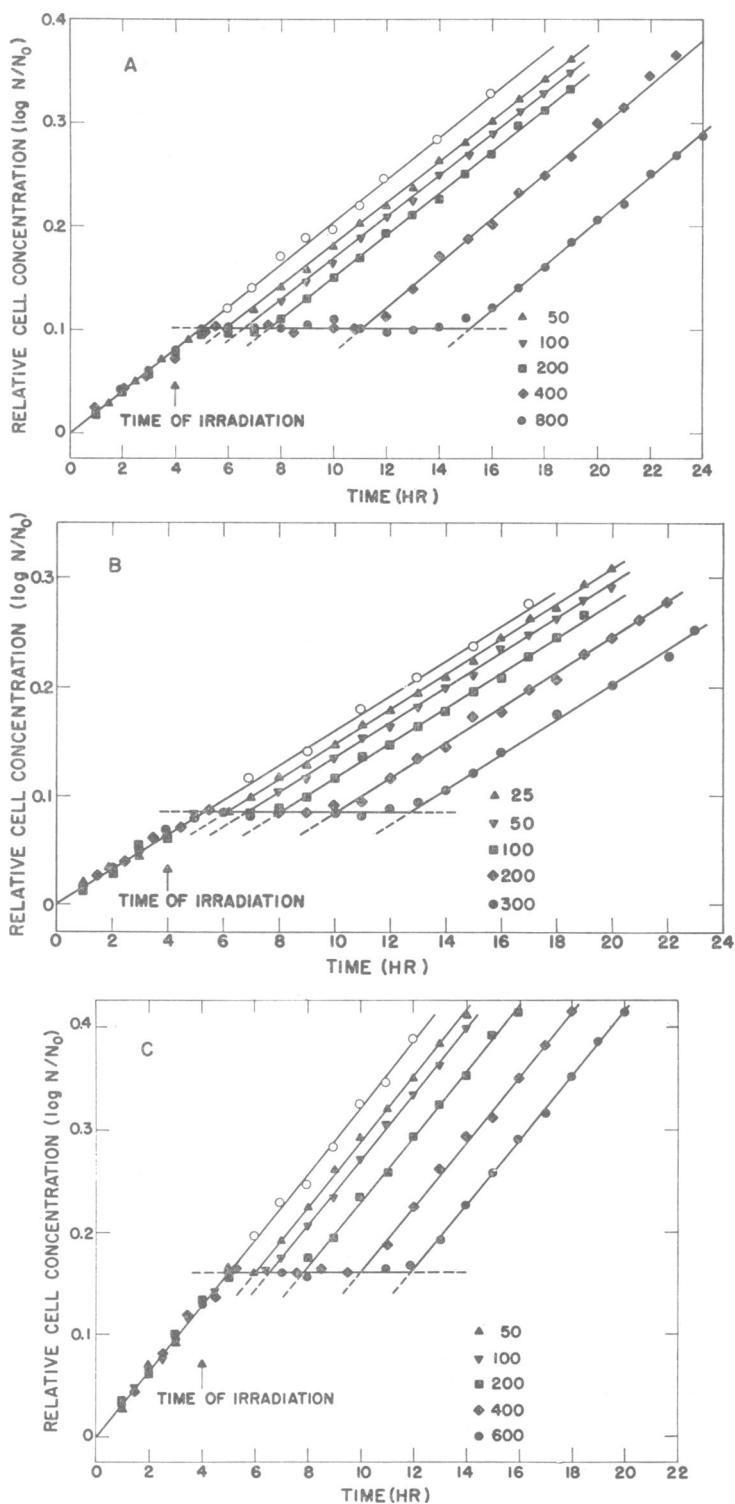 A
RELATIVE CELL CONCENTRATION (log N/N₀)
0.4
0.3
0.2
0.1
0
TIME OF IRRADIATION
50
100
200
400
800
0 2 4 6 8 10 12 14 16 18 20 22 24
TIME (HR)
B
RELATIVE CELL CONCENTRATION (log N/N₀)
0.3
0.2
0.1
0
TIME OF IRRADIATION
25
50
100
200
300
0 2 4 6 8 10 12 14 16 18 20 22 24
TIME (HR)
C
RELATIVE CELL CONCENTRATION (log N/N₀)
0.4
0.3
0.2
0.1
0
TIME OF IRRADIATION
50
100
200
400
600
0 2 4 6 8 10 12 14 16 18 20 22
TIME (HR)